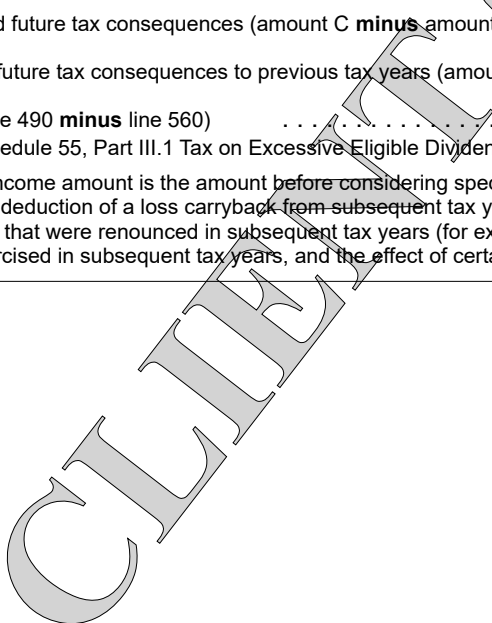 d future tax consequences (amount C minus amount
future tax consequences to previous tax years (amou
e 490 minus line 560) . . . . . . . . . . . . . . .
edule 55, Part III.1 Tax on Excessive Eligible Dividen
ncome amount is the amount before considering spec
deduction of a loss carryback from subsequent tax y
that were renounced in subsequent tax years (for ex
rcised in subsequent tax years, and the effect of certa
CLIENT